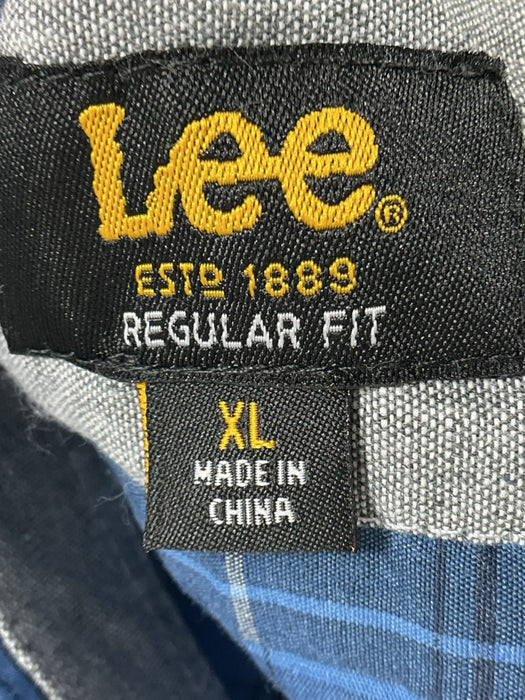 Lee®
ESTD 1889
REGULAR FIT
XL
MADE IN
CHINA